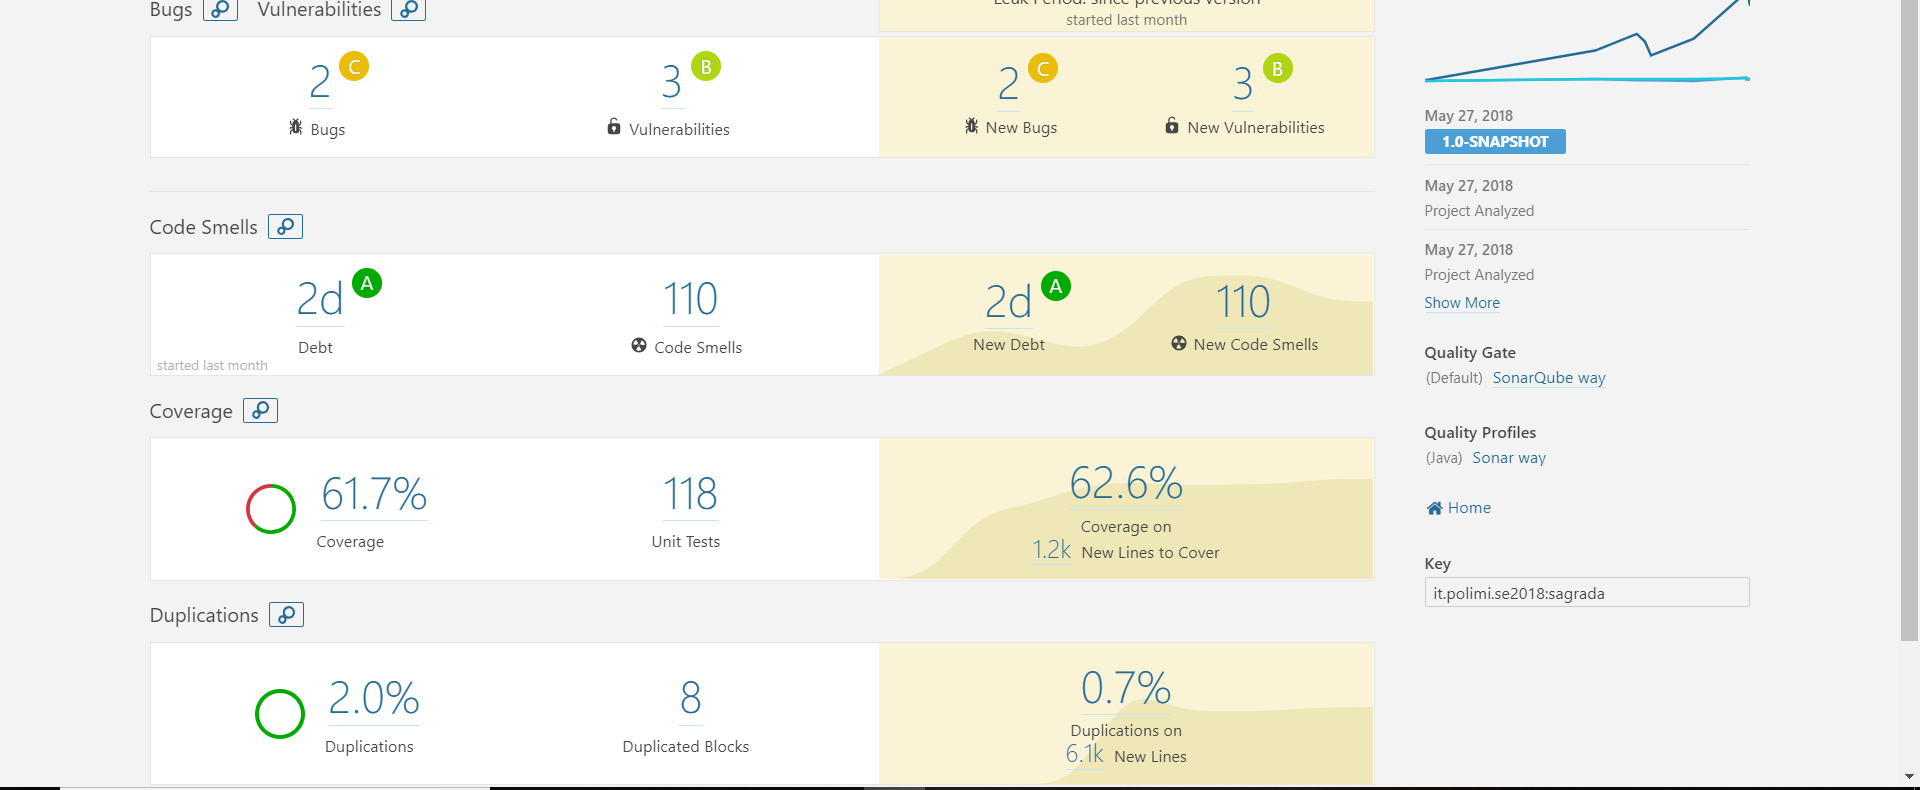 Bugs Vulnerabilities
Leak Period: since previous version
started last month
2 C
Bugs
3 B
Vulnerabilities
2 C
New Bugs
3 B
New Vulnerabilities
Code Smells
2d A
Debt
started last month
110
Code Smells
2d A
New Debt
110
New Code Smells
Coverage
61.7%
Coverage
118
Unit Tests
62.6%
Coverage on
1.2k New Lines to Cover
Duplications
2.0%
Duplications
8
Duplicated Blocks
0.7%
Duplications on
6.1k New Lines
May 27, 2018
1.0-SNAPSHOT
May 27, 2018
Project Analyzed
May 27, 2018
Project Analyzed
Show More
Quality Gate
(Default) SonarQube way
Quality Profiles
(Java) Sonar way
Home
Key
it.polimi.se2018:sagrada